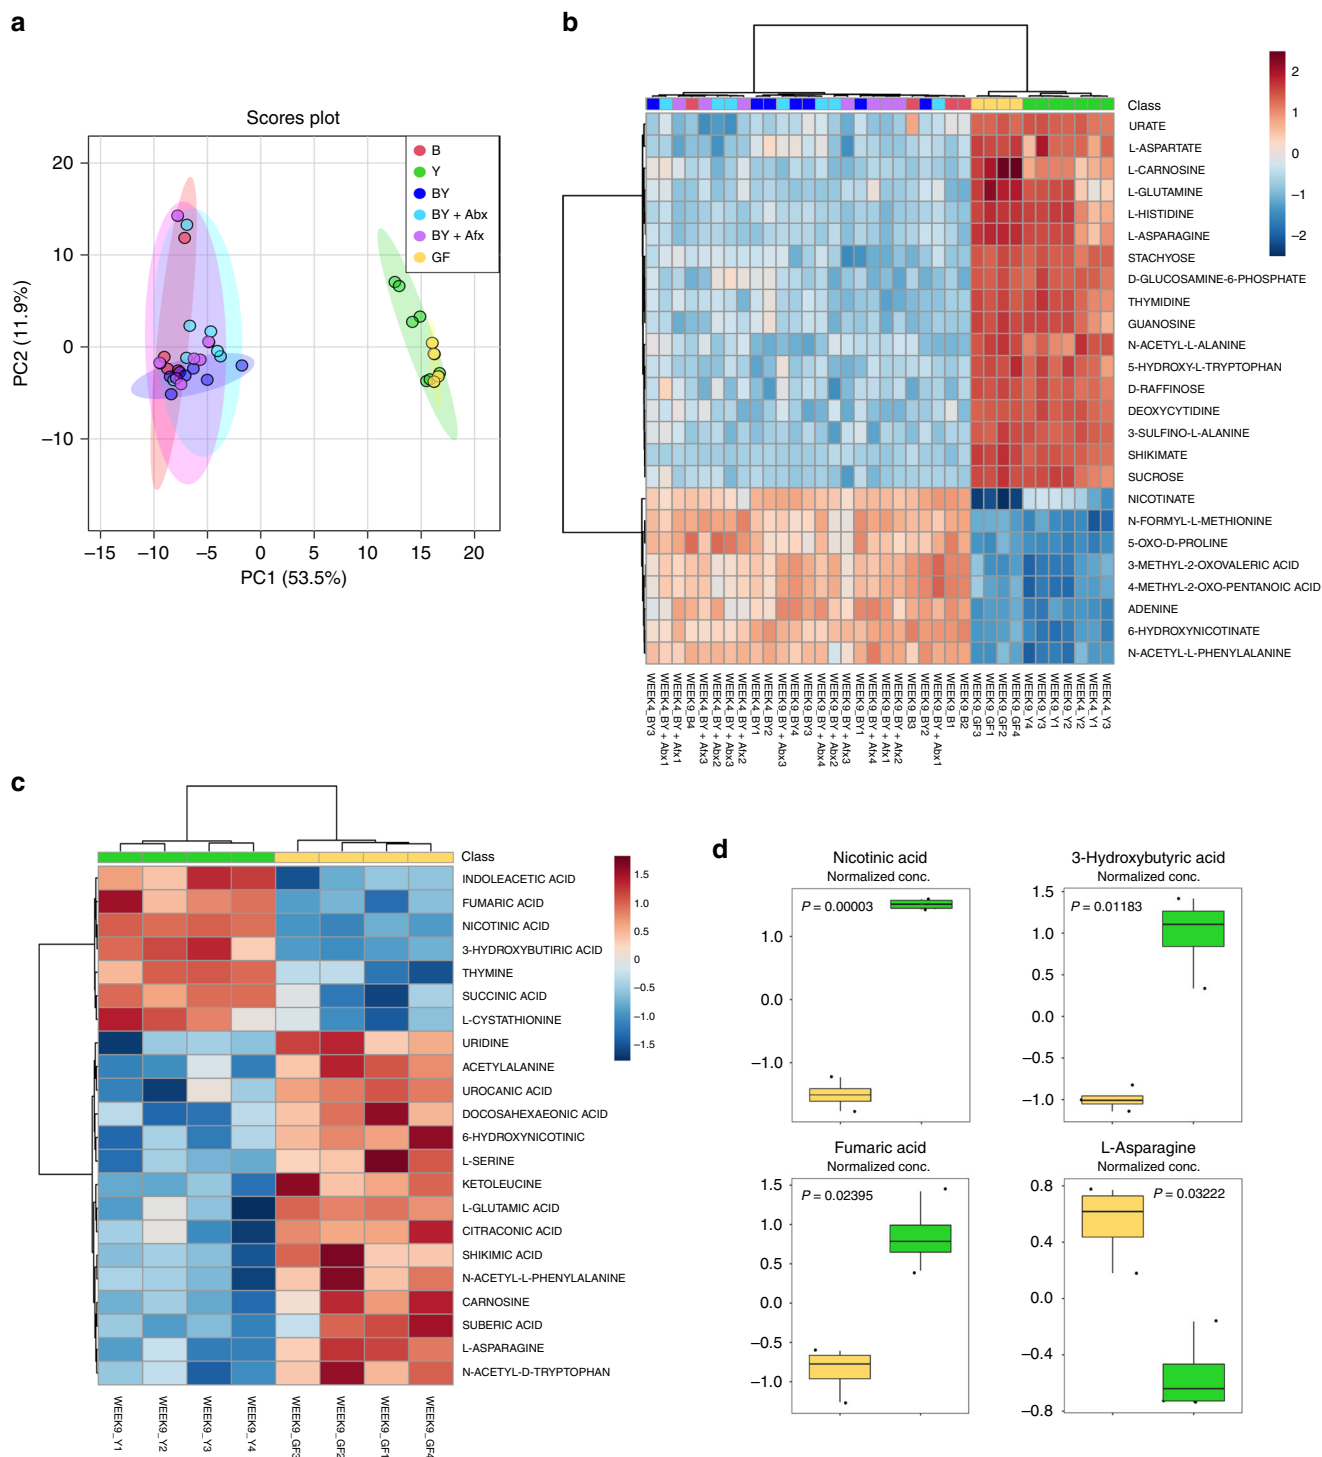 a
Scores plot
20
10
0
−10
−15 −10 −5 0 5 10 15 20
PC2 (11.9%)
PC1 (53.5%)
B
Y
BY
BY + Abx
BY + Afx
GF
b
Class
URATE
L-ASPARTATE
L-CARNOSINE
L-GLUTAMINE
L-HISTIDINE
L-ASPARAGINE
STACHYOSE
D-GLUCOSAMINE-6-PHOSPHATE
THYMIDINE
GUANOSINE
N-ACETYL-L-ALANINE
5-HYDROXY-L-TRYPTOPHAN
D-RAFFINOSE
DEOXYCYTIDINE
3-SULFINO-L-ALANINE
SHIKIMATE
SUCROSE
NICOTINATE
N-FORMYL-L-METHIONINE
5-OXO-D-PROLINE
3-METHYL-2-OXOVALERIC ACID
4-METHYL-2-OXO-PENTANOIC ACID
ADENINE
6-HYDROXYNICOTINATE
N-ACETYL-L-PHENYLALANINE
2
1
0
−1
−2
WEEK4_BY3
WEEK4_BY + Abx1
WEEK4_BY + Afx1
WEEK9_B4
WEEK4_BY + Afx3
WEEK4_BY + Abx2
WEEK4_BY + Abx3
WEEK4_BY + Afx2
WEEK4_BY1
WEEK4_BY2
WEEK9_BY + Abx3
WEEK9_BY4
WEEK9_BY3
WEEK9_BY + Abx4
WEEK9_BY + Abx2
WEEK9_BY + Afx3
WEEK9_BY1
WEEK9_BY + Afx4
WEEK9_BY + Afx1
WEEK9_BY + Afx2
WEEK9_B3
WEEK9_BY2
WEEK9_BY + Abx1
WEEK9_B1
WEEK9_B2
WEEK9_GF3
WEEK9_GF1
WEEK9_GF2
WEEK9_GF4
WEEK9_Y4
WEEK9_Y3
WEEK9_Y1
WEEK9_Y2
WEEK4_Y2
WEEK4_Y1
WEEK4_Y3
c
Class
INDOLEACETIC ACID
FUMARIC ACID
NICOTINIC ACID
3-HYDROXYBUTIRIC ACID
THYMINE
SUCCINIC ACID
L-CYSTATHIONINE
URIDINE
ACETYLALANINE
UROCANIC ACID
DOCOSAHEXAEONIC ACID
6-HYDROXYNICOTINIC
L-SERINE
KETOLEUCINE
L-GLUTAMIC ACID
CITRACONIC ACID
SHIKIMIC ACID
N-ACETYL-L-PHENYLALANINE
CARNOSINE
SUBERIC ACID
L-ASPARAGINE
N-ACETYL-D-TRYPTOPHAN
1.5
1.0
0.5
0
−0.5
−1.0
−1.5
WEEK9_Y1
WEEK9_Y2
WEEK9_Y3
WEEK9_Y4
WEEK9_GF3
WEEK9_GF2
WEEK9_GF1
WEEK9_GF4
d
Nicotinic acid
Normalized conc.
P = 0.00003
1.0
0.0
−1.0
3-Hydroxybutyric acid
Normalized conc.
P = 0.01183
1.5
1.0
0.5
0.0
−0.5
−1.0
Fumaric acid
Normalized conc.
P = 0.02395
1.5
1.0
0.5
0.0
−0.5
−1.0
L-Asparagine
Normalized conc.
P = 0.03222
0.8
0.4
0.0
−0.4
−0.8